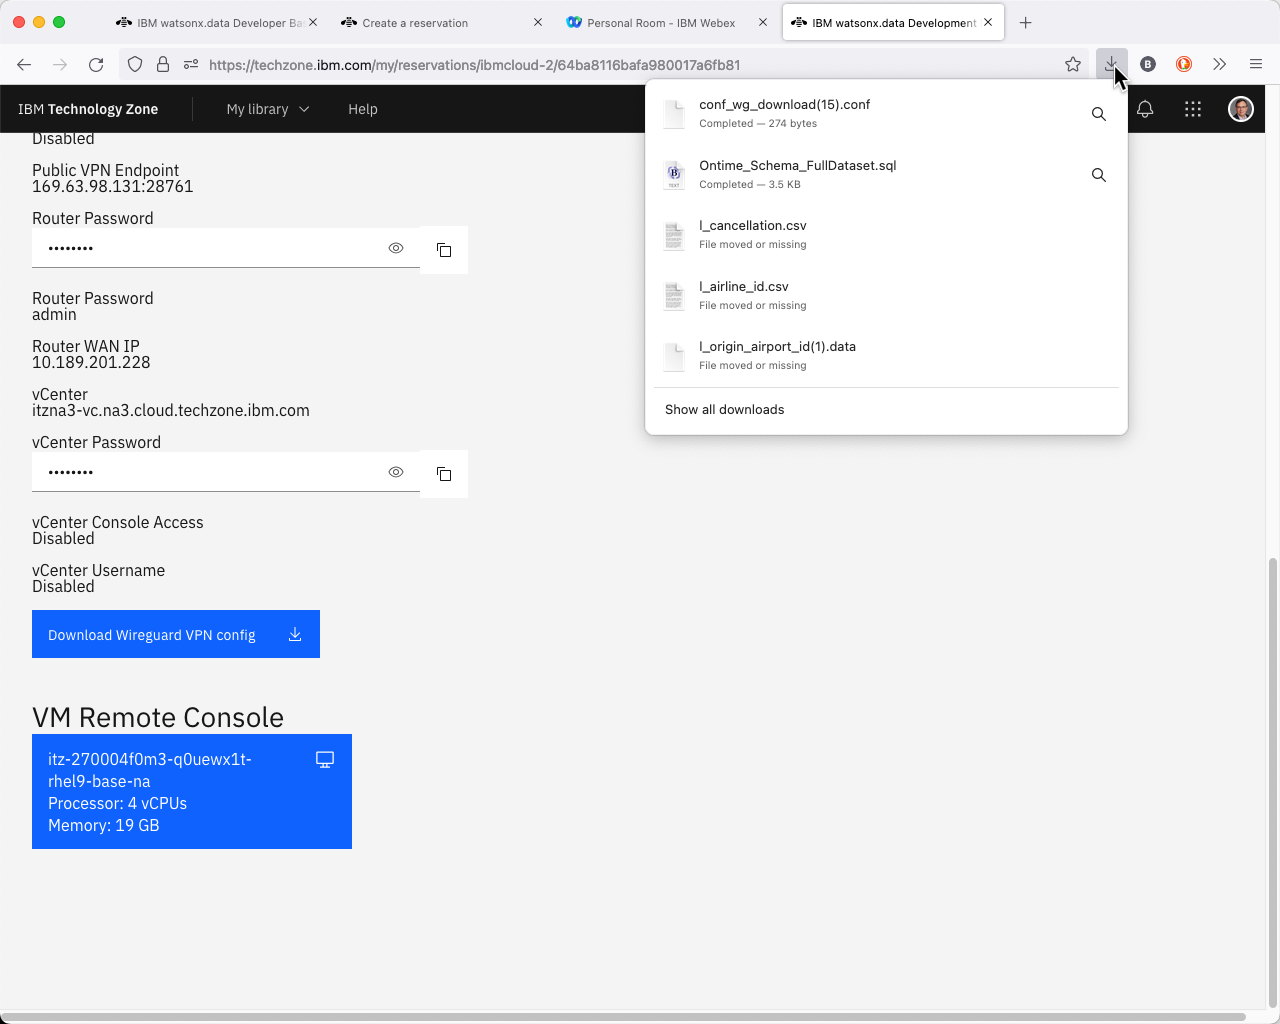 IBM watsonx.data Developer Ba
Create a reservation
Personal Room – IBM Webex
IBM watsonx.data Development
https://techzone.ibm.com/my/reservations/ibmcloud-2/64ba8116bafa980017a6fb81
B
IBM Technology Zone
My library
Help
conf_wg_download(15).conf
Completed — 274 bytes
Ontime_Schema_FullDataset.sql
Completed — 3.5 KB
l_cancellation.csv
File moved or missing
l_airline_id.csv
File moved or missing
l_origin_airport_id(1).data
File moved or missing
Show all downloads
Disabled
Public VPN Endpoint
169.63.98.131:28761
Router Password
••••••••
Router Password
admin
Router WAN IP
10.189.201.228
vCenter
itzna3-vc.na3.cloud.techzone.ibm.com
vCenter Password
••••••••
vCenter Console Access
Disabled
vCenter Username
Disabled
Download Wireguard VPN config
VM Remote Console
itz-270004f0m3-q0uewx1t-
rhel9-base-na
Processor: 4 vCPUs
Memory: 19 GB